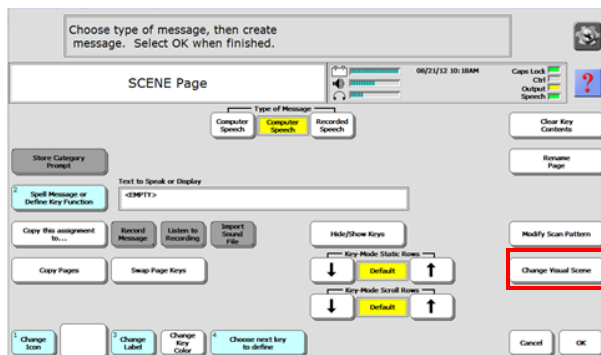 Choose type of message, then create
message. Select OK when finished.
SCENE Page
08/21/12 10:18AM
Caps Lock
Ctrl
Output
Speech
?
Type of Message
Computer
Speech
Computer
Speech
Recorded
Speech
Clear Key
Contents
Store Category
Prompt
Rename
Page
2
Spell Message or
Define Key Function
Text to Speak or Display
<EMPTY>
Copy this assignment
to...
Record
Message
Listen to
Recording
Import
Sound
File
Hide/Show Keys
Modify Scan Pattern
Key-Mode Static Rows
Copy Pages
Swap Page Keys
Default
Change Visual Scene
Key-Mode Scroll Rows
Default
1
Change
Icon
3
Change
Label
Change
Key
Color
4
Choose next key
to define
Cancel
OK